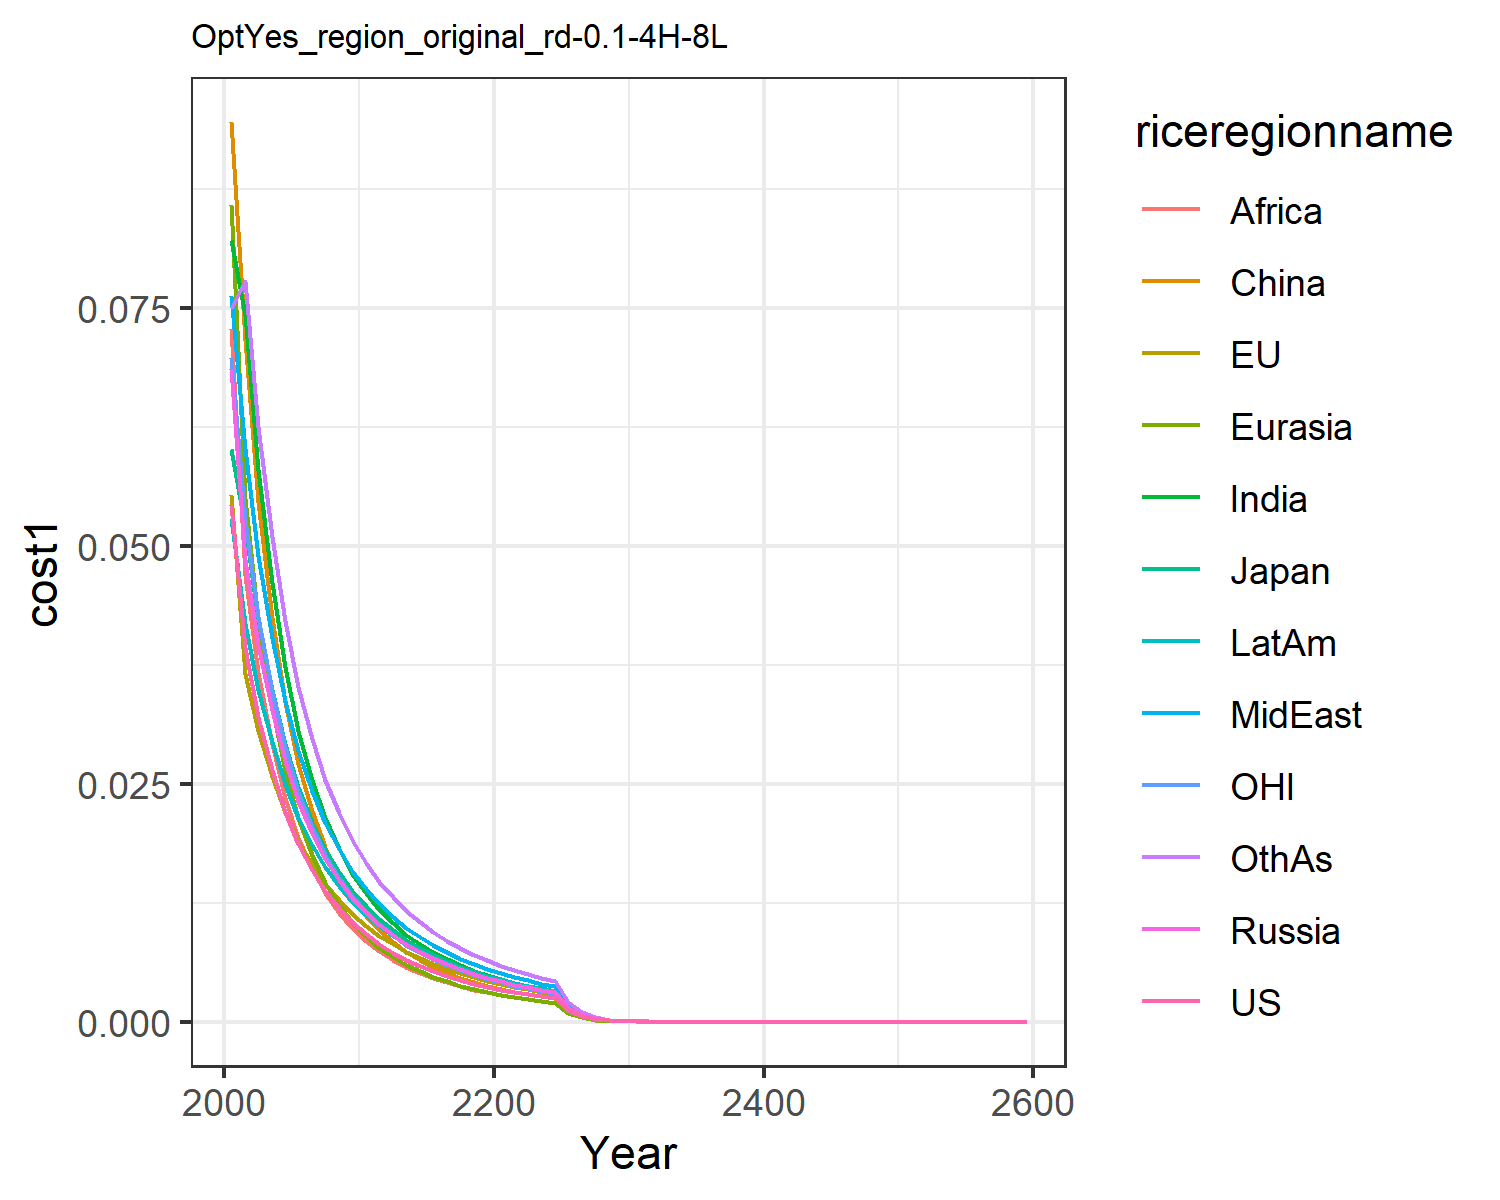 OptYes_region_original_rd-0.1-4H-8L
riceregionname
Africa
China
EU
Eurasia
India
Japan
LatAm
MidEast
OHI
OthAs
Russia
US
cost1
0.075
0.050
0.025
0.000
2000 2200 2400 2600
Year